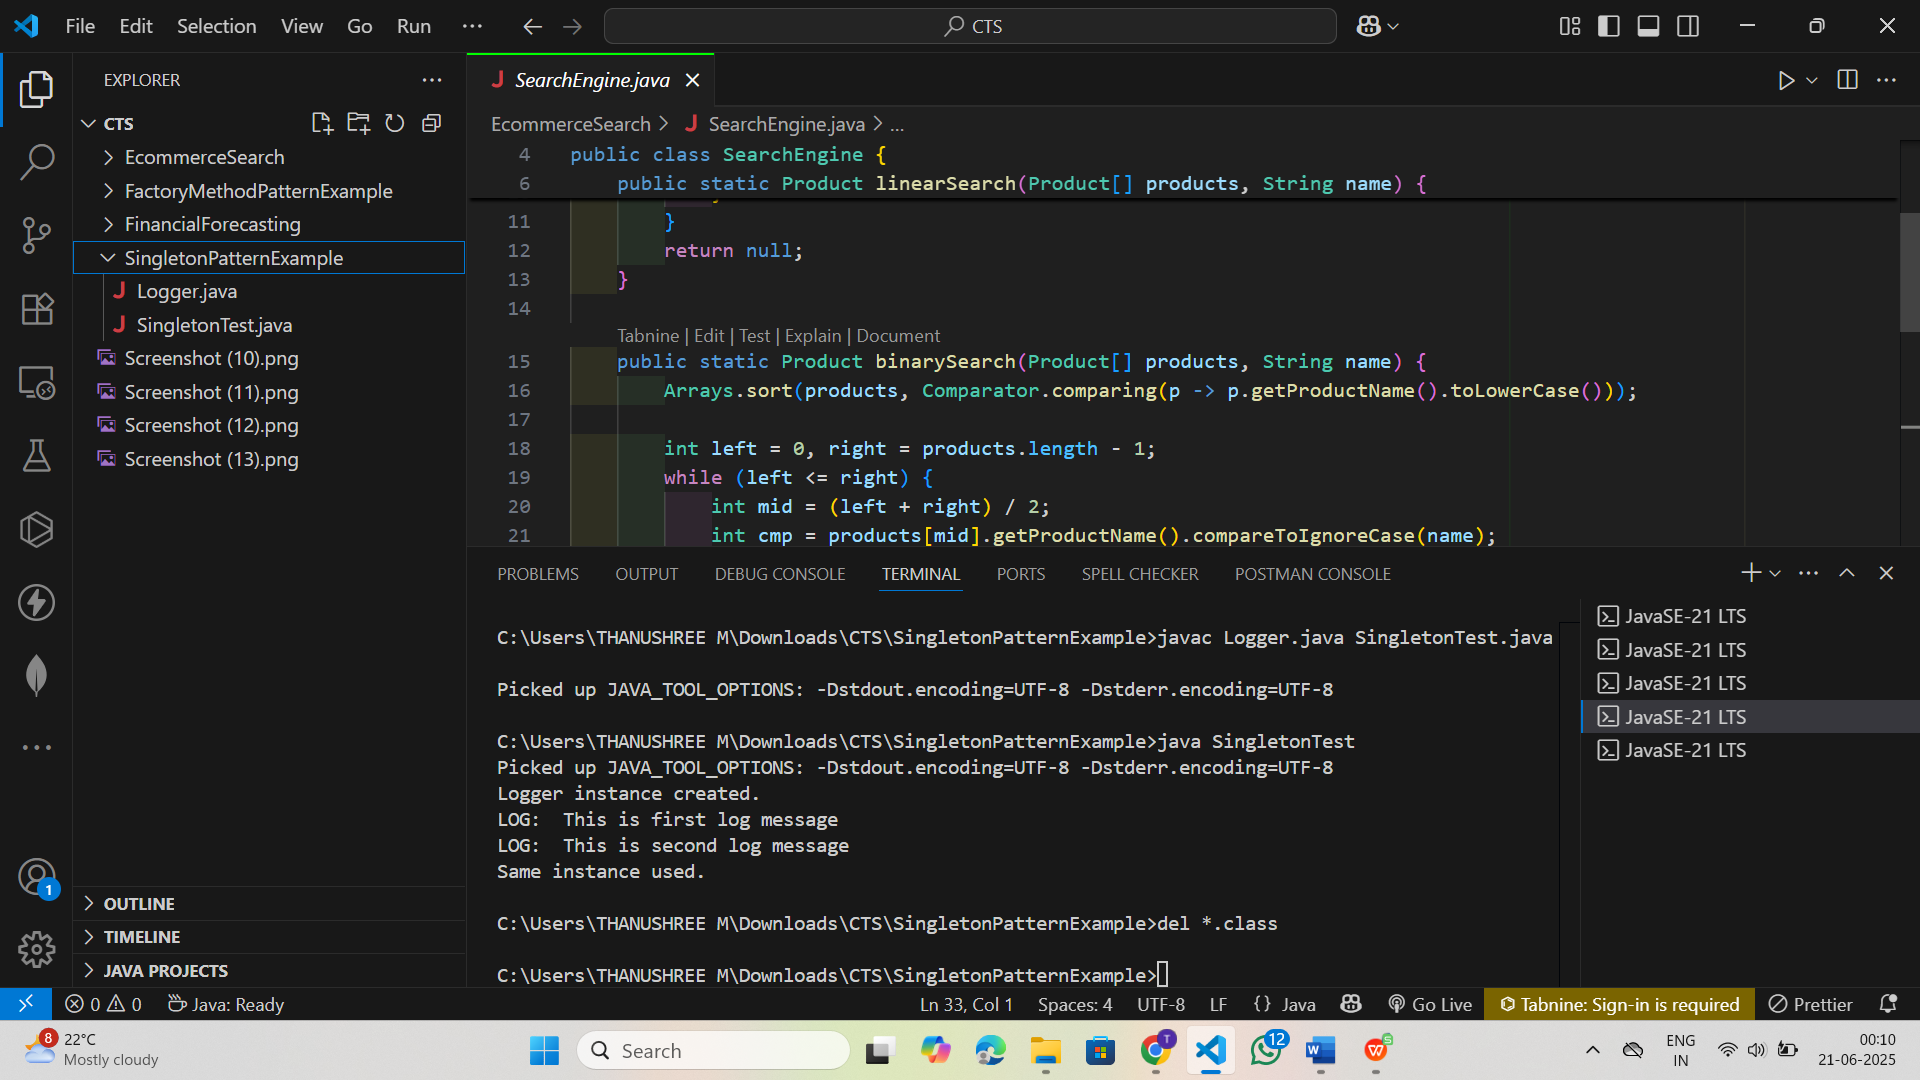 File Edit Selection View Go Run ··· CTS
EXPLORER
CTS
EcommerceSearch
FactoryMethodPatternExample
FinancialForecasting
SingletonPatternExample
J Logger.java
J SingletonTest.java
Screenshot (10).png
Screenshot (11).png
Screenshot (12).png
Screenshot (13).png
OUTLINE
TIMELINE
JAVA PROJECTS
1
J SearchEngine.java
EcommerceSearch > J SearchEngine.java > ...
4 public class SearchEngine {
6 public static Product linearSearch(Product[] products, String name) {
11 }
12 return null;
13 }
14
Tabnine | Edit | Test | Explain | Document
15 public static Product binarySearch(Product[] products, String name) {
16 Arrays.sort(products, Comparator.comparing(p -> p.getProductName().toLowerCase()));
17
18 int left = 0, right = products.length - 1;
19 while (left <= right) {
20 int mid = (left + right) / 2;
21 int cmp = products[mid].getProductName().compareToIgnoreCase(name);
PROBLEMS OUTPUT DEBUG CONSOLE TERMINAL PORTS SPELL CHECKER POSTMAN CONSOLE
C:\Users\THANUSHREE M\Downloads\CTS\SingletonPatternExample>javac Logger.java SingletonTest.java
Picked up JAVA_TOOL_OPTIONS: -Dstdout.encoding=UTF-8 -Dstderr.encoding=UTF-8
C:\Users\THANUSHREE M\Downloads\CTS\SingletonPatternExample>java SingletonTest
Picked up JAVA_TOOL_OPTIONS: -Dstdout.encoding=UTF-8 -Dstderr.encoding=UTF-8
Logger instance created.
LOG:  This is first log message
LOG:  This is second log message
Same instance used.
C:\Users\THANUSHREE M\Downloads\CTS\SingletonPatternExample>del *.class
C:\Users\THANUSHREE M\Downloads\CTS\SingletonPatternExample>
JavaSE-21 LTS
JavaSE-21 LTS
JavaSE-21 LTS
JavaSE-21 LTS
JavaSE-21 LTS
0 0 Java: Ready Ln 33, Col 1 Spaces: 4 UTF-8 LF {} Java Go Live Tabnine: Sign-in is required Prettier
8 22°C
Mostly cloudy
Search
T
12
W
W
S
ENG
IN
00:10
21-06-2025